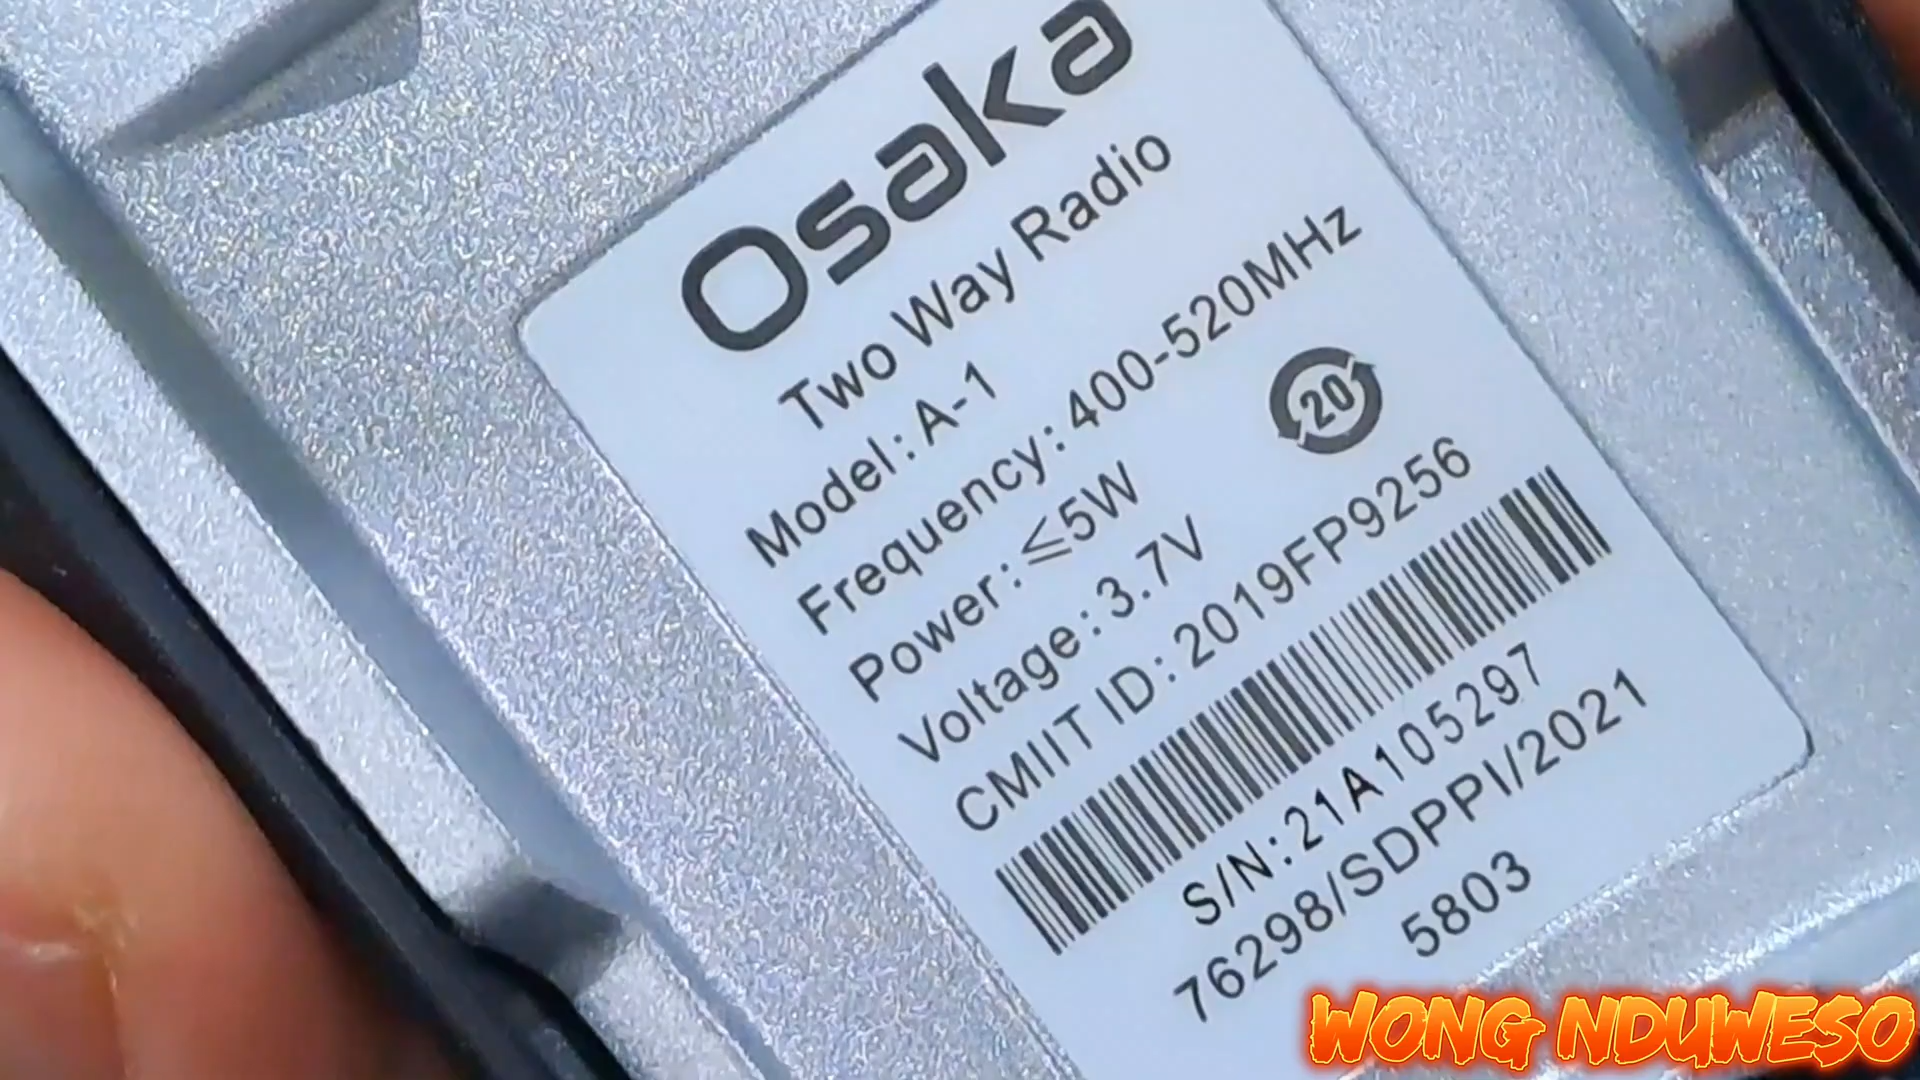 Osaka
Two Way Radio
Model: A-1
Frequency: 400-520MHz
Power: ≤5W
Voltage: 3.7V
20
CMIIT ID: 2019FP9256
S/N: 21A105297
76298/SDPPI/2021
5803
WONG NDUWESO